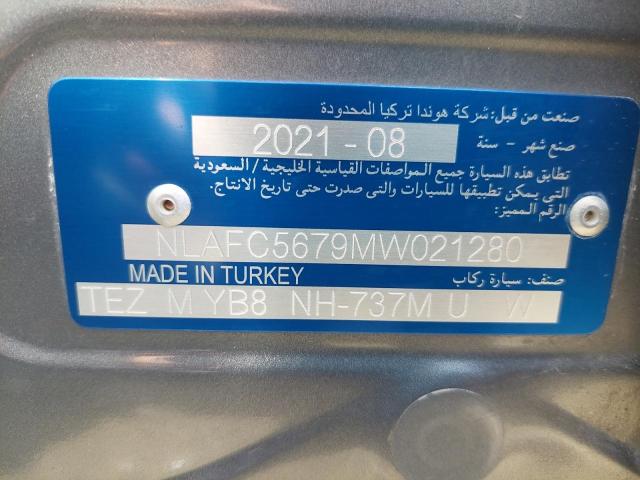 صنعت من قبل: شركة هوندا تركيا المحدودة
صنع شهر - سنة 2021 - 08
تطابق هذه السيارة جميع المواصفات القياسية الخليجية / السعودية
التي يمكن تطبيقها للسيارات والتى صدرت حتى تاريخ الانتاج.
الرقم المميز:
NLAFC5679MW021280
MADE IN TURKEY صنف: سيارة ركاب
TEZ M YB8 NH-737M U W